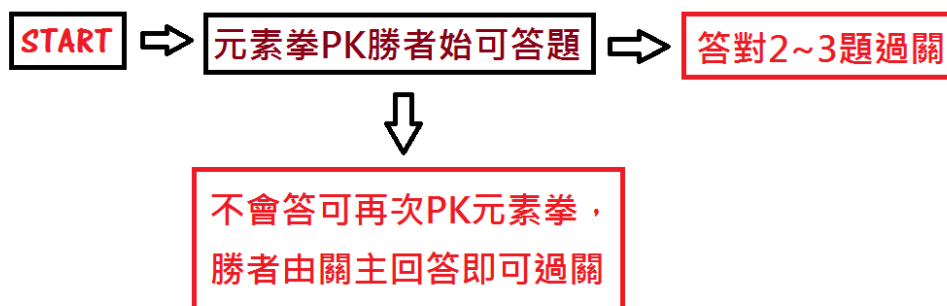 START
元素拳PK勝者始可答題
答對2~3題過關
不會答可再次PK元素拳，
勝者由關主回答即可過關